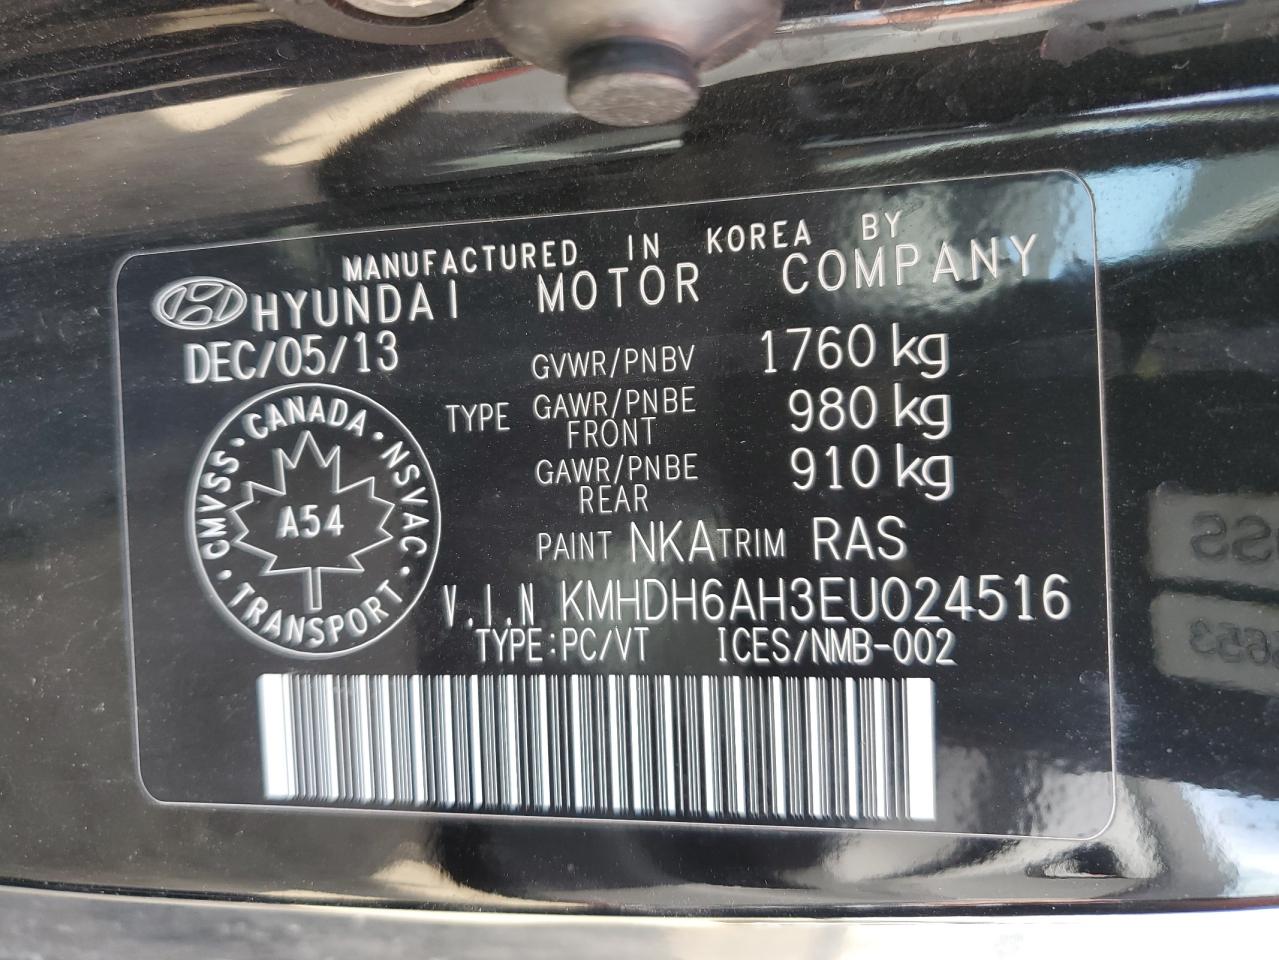 MANUFACTURED IN KOREA BY
HYUNDAI MOTOR COMPANY
DEC/05/13
GVWR/PNBV 1760 kg
TYPE GAWR/PNBE FRONT 980 kg
GAWR/PNBE REAR 910 kg
PAINT NKA TRIM RAS
V.I.N KMHDH6AH3EU024516
TYPE:PC/VT ICES/NMB-002
CANADA · NSVAC · TRANSPORT · CMVSS ·
A54